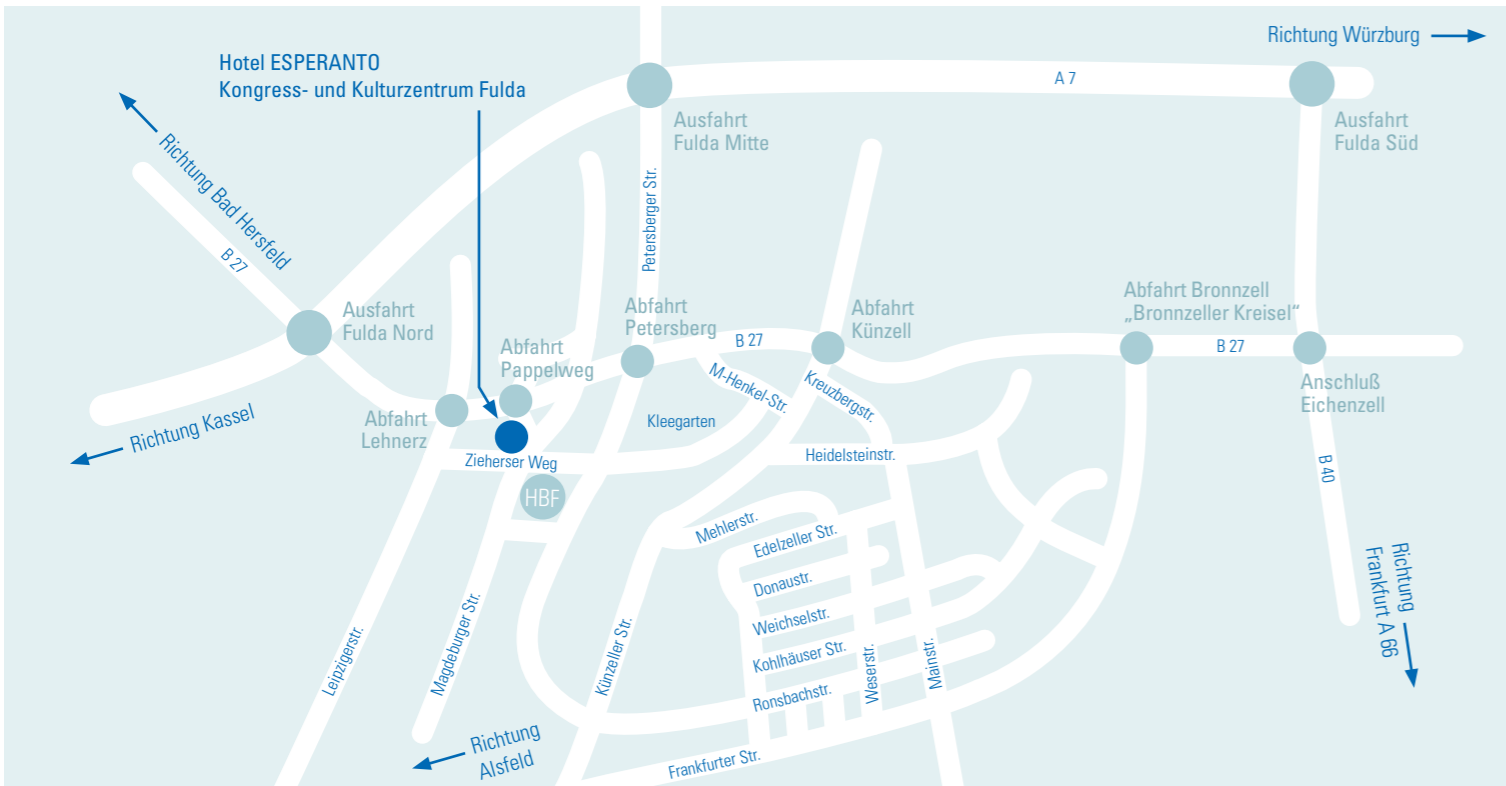 Richtung Würzburg
Hotel ESPERANTO
Kongress- und Kulturzentrum Fulda
A 7
Ausfahrt
Fulda Mitte
Ausfahrt
Fulda Süd
Richtung Bad Hersfeld
B 27
Petersberger Str.
Ausfahrt
Fulda Nord
Abfahrt
Petersberg
Abfahrt
Künzell
Abfahrt Bronnzell
„Bronnzeller Kreisel“
B 27
B 27
Abfahrt
Pappelweg
Anschluß
Eichenzell
Richtung Kassel
Abfahrt
Lehnerz
M-Henkel-Str.
Kreuzbergstr.
Kleegarten
Zieherser Weg
Heidelsteinstr.
B 40
HBF
Mehlerstr.
Edelzeller Str.
Donaustr.
Weichselstr.
Kohlhäuser Str.
Ronsbachstr.
Weserstr.
Mainstr.
Richtung
Frankfurt A 66
Leipzigerstr.
Magdeburger Str.
Künzeller Str.
Richtung
Alsfeld
Frankfurter Str.